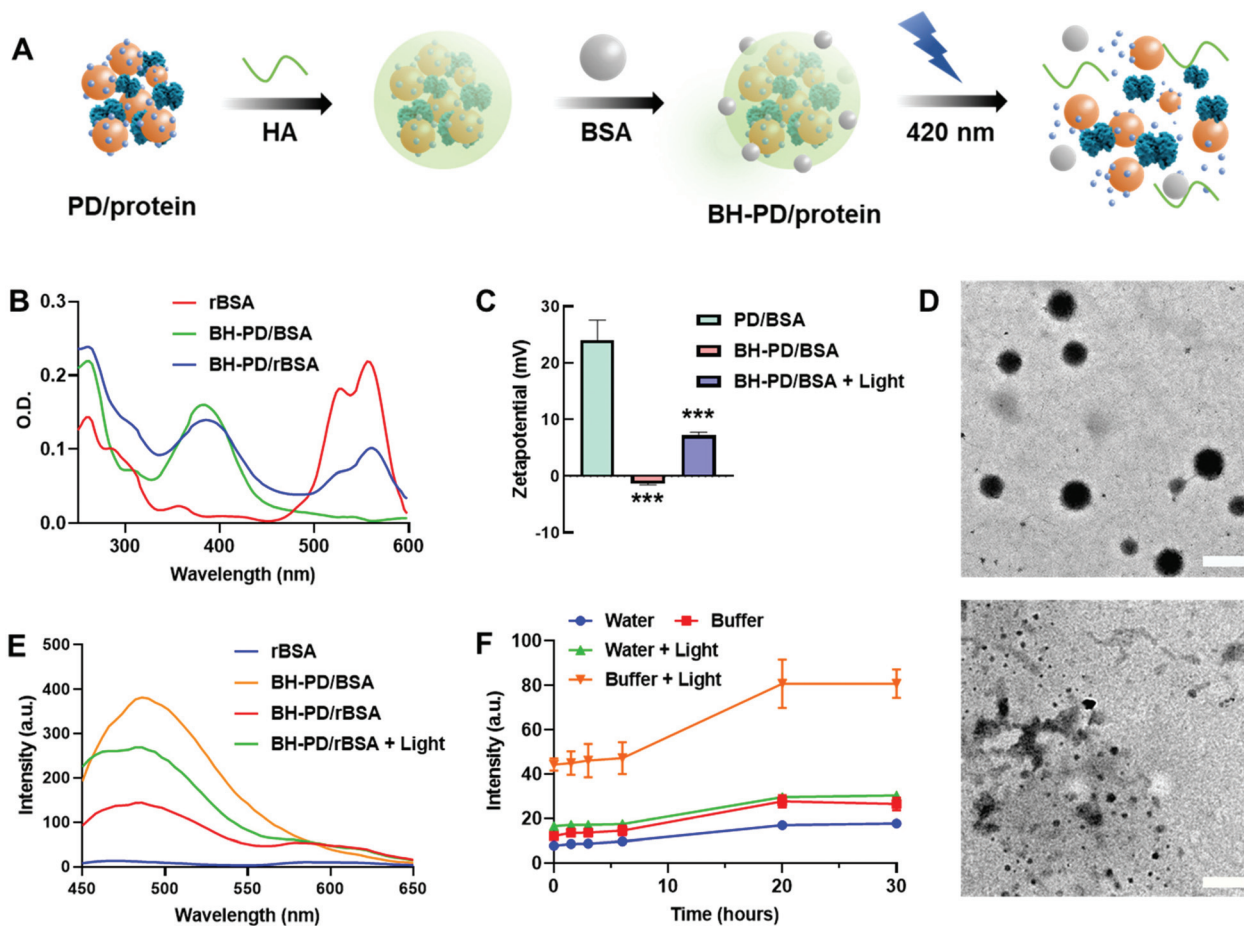 A
HA
BSA
420 nm
PD/protein
BH-PD/protein
B
O.D.
0.3
0.2
0.1
0.0
300
400
500
600
Wavelength (nm)
rBSA
BH-PD/BSA
BH-PD/rBSA
C
Zetapotential (mV)
30
20
10
0
-10
***
***
PD/BSA
BH-PD/BSA
BH-PD/BSA + Light
D
E
Intensity (a.u.)
500
400
300
200
100
0
450
500
550
600
650
Wavelength (nm)
rBSA
BH-PD/BSA
BH-PD/rBSA
BH-PD/rBSA + Light
F
Water
Buffer
Water + Light
Buffer + Light
Intensity (a.u.)
100
80
60
40
20
0
0
10
20
30
Time (hours)